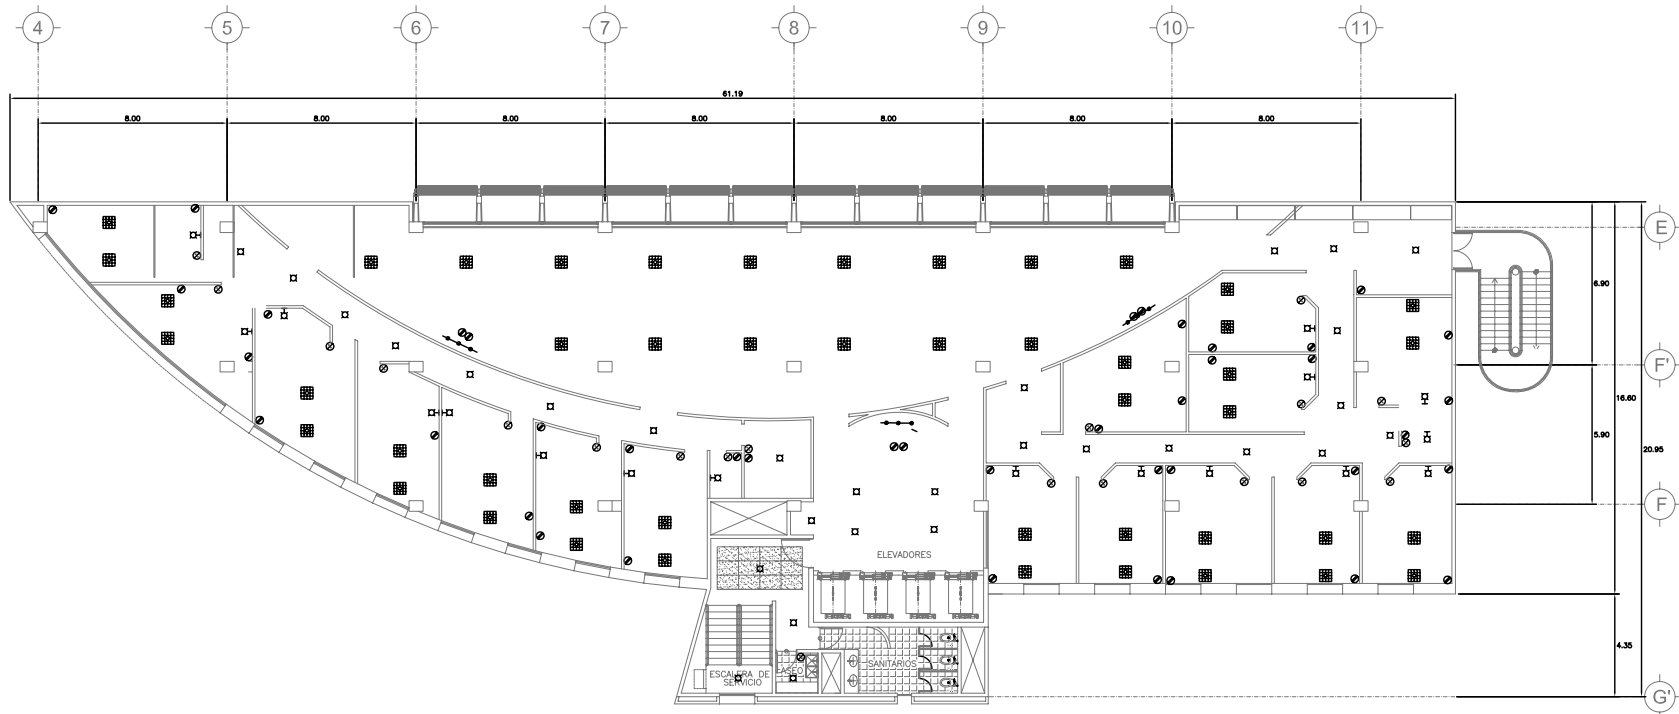 4 5 6 7 8 9 10 11
61.19
8.00 8.00 8.00 8.00 8.00 8.00 8.00
E
6.90
F'
16.60
5.90
20.95
F
ELEVADORES
4.35
SANITARIOS
ASEO
ESCALERA DE
SERVICIO
G'